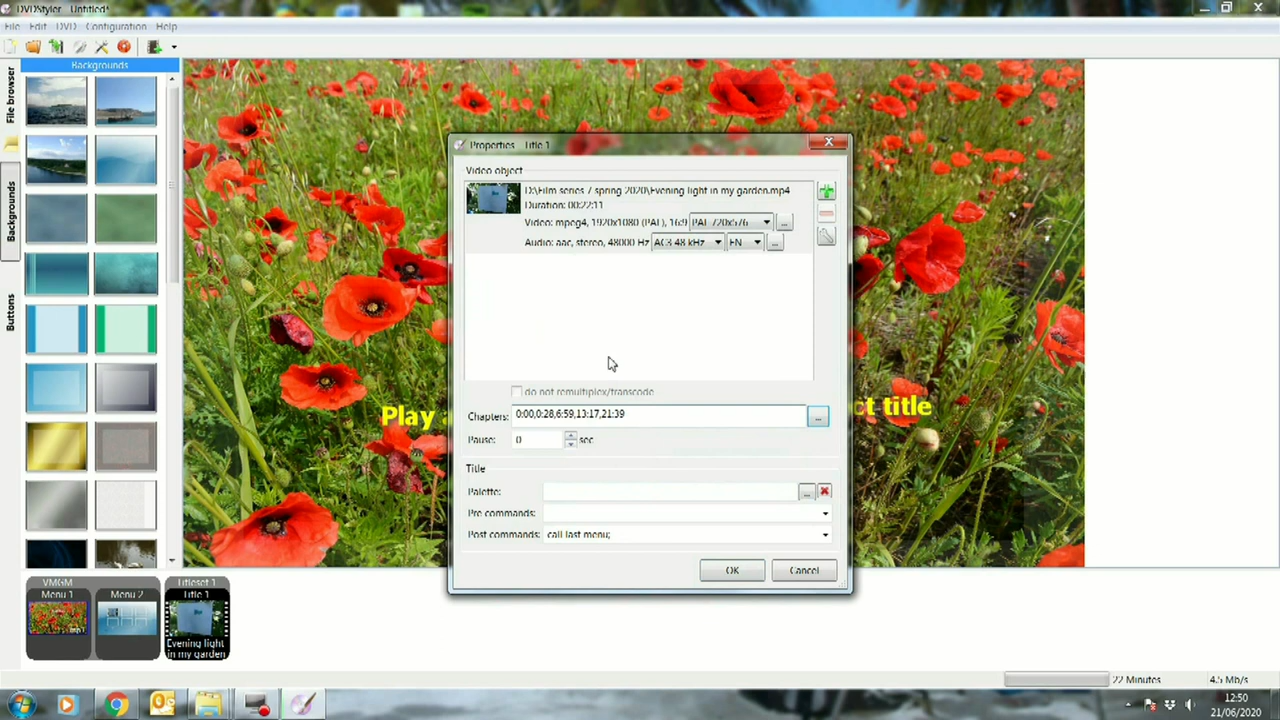 DVDStyler - Untitled*
File Edit DVD Configuration Help
File browser
Backgrounds
Buttons
Backgrounds
Play
ct title
Properties - Title 1
Video object
D:\Film series 7 spring 2020\Evening light in my garden.mp4
Duration: 00:22:11
Video: mpeg4, 1920x1080 (PAL), 16:9 PAL 720x576 ...
Audio: aac, stereo, 48000 Hz AC3 48 kHz EN ...
do not remultiplex/transcode
Chapters: 0:00,0:28,6:59,13:17,21:39 ...
Pause: 0 sec
Title
Palette: ...
Pre commands:
Post commands: call last menu;
OK Cancel
VMGM
Menu 1 Menu 2
Titleset 1
Title 1
Evening light
in my garden
22 Minutes 4.5 Mb/s
12:50
21/06/2020